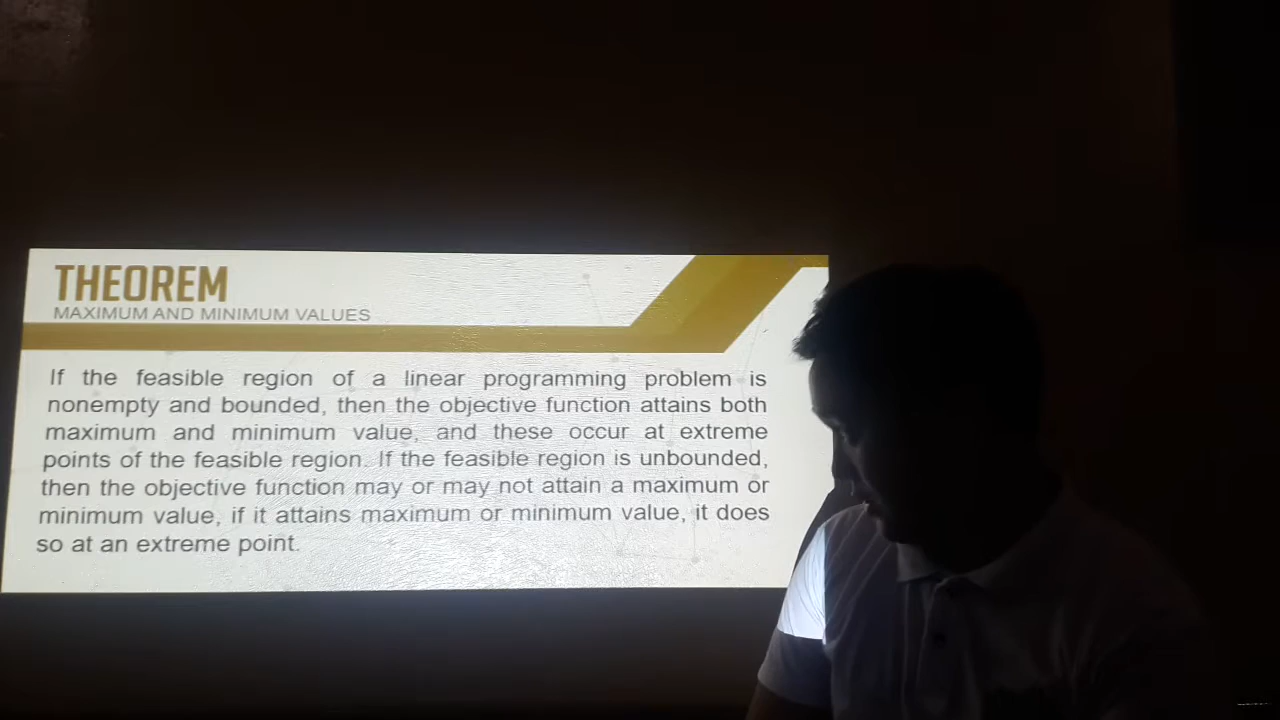 THEOREM
MAXIMUM AND MINIMUM VALUES
If the feasible region of a linear programming problem is
nonempty and bounded, then the objective function attains both
maximum and minimum value, and these occur at extreme
points of the feasible region. If the feasible region is unbounded,
then the objective function may or may not attain a maximum or
minimum value, if it attains maximum or minimum value, it does
so at an extreme point.